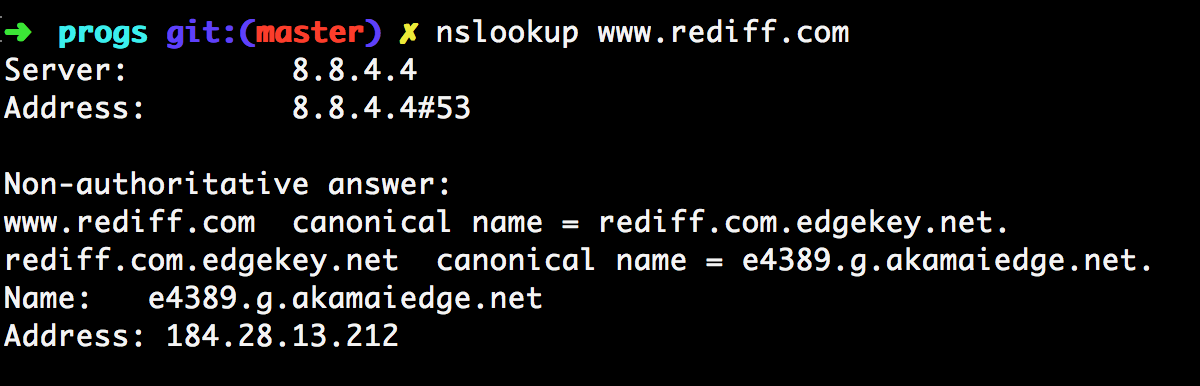 ➜ progs git:(master) ✗ nslookup www.rediff.com
Server: 8.8.4.4
Address: 8.8.4.4#53
Non-authoritative answer:
www.rediff.com canonical name = rediff.com.edgekey.net.
rediff.com.edgekey.net canonical name = e4389.g.akamaiedge.net.
Name: e4389.g.akamaiedge.net
Address: 184.28.13.212